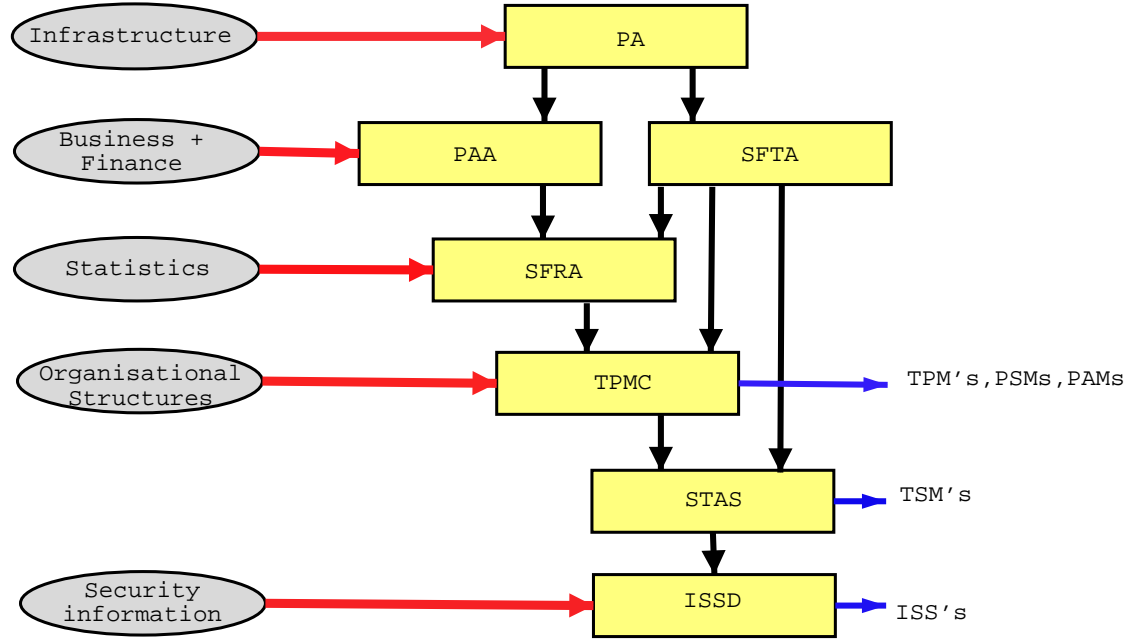 Infrastructure
PA
Business +
Finance
PAA
SFTA
Statistics
SFRA
Organisational
Structures
TPMC
TPM's,PSMs,PAMs
STAS
TSM's
Security
information
ISSD
ISS's